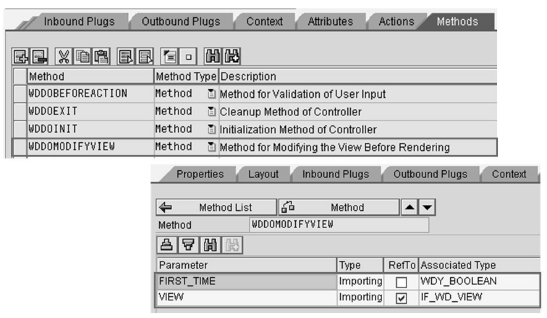 Inbound Plugs Outbound Plugs Context Attributes Actions Methods
Method Method Type Description
WDDOBEFOREACTION Method Method for Validation of User Input
WDDOEXIT Method Cleanup Method of Controller
WDDOINIT Method Initialization Method of Controller
WDDOMODIFYVIEW Method Method for Modifying the View Before Rendering
Properties Layout Inbound Plugs Outbound Plugs Context
Method List Method
Method WDDOMODIFYVIEW
Parameter Type RefTo Associated Type
FIRST_TIME Importing WDY_BOOLEAN
VIEW Importing IF_WD_VIEW